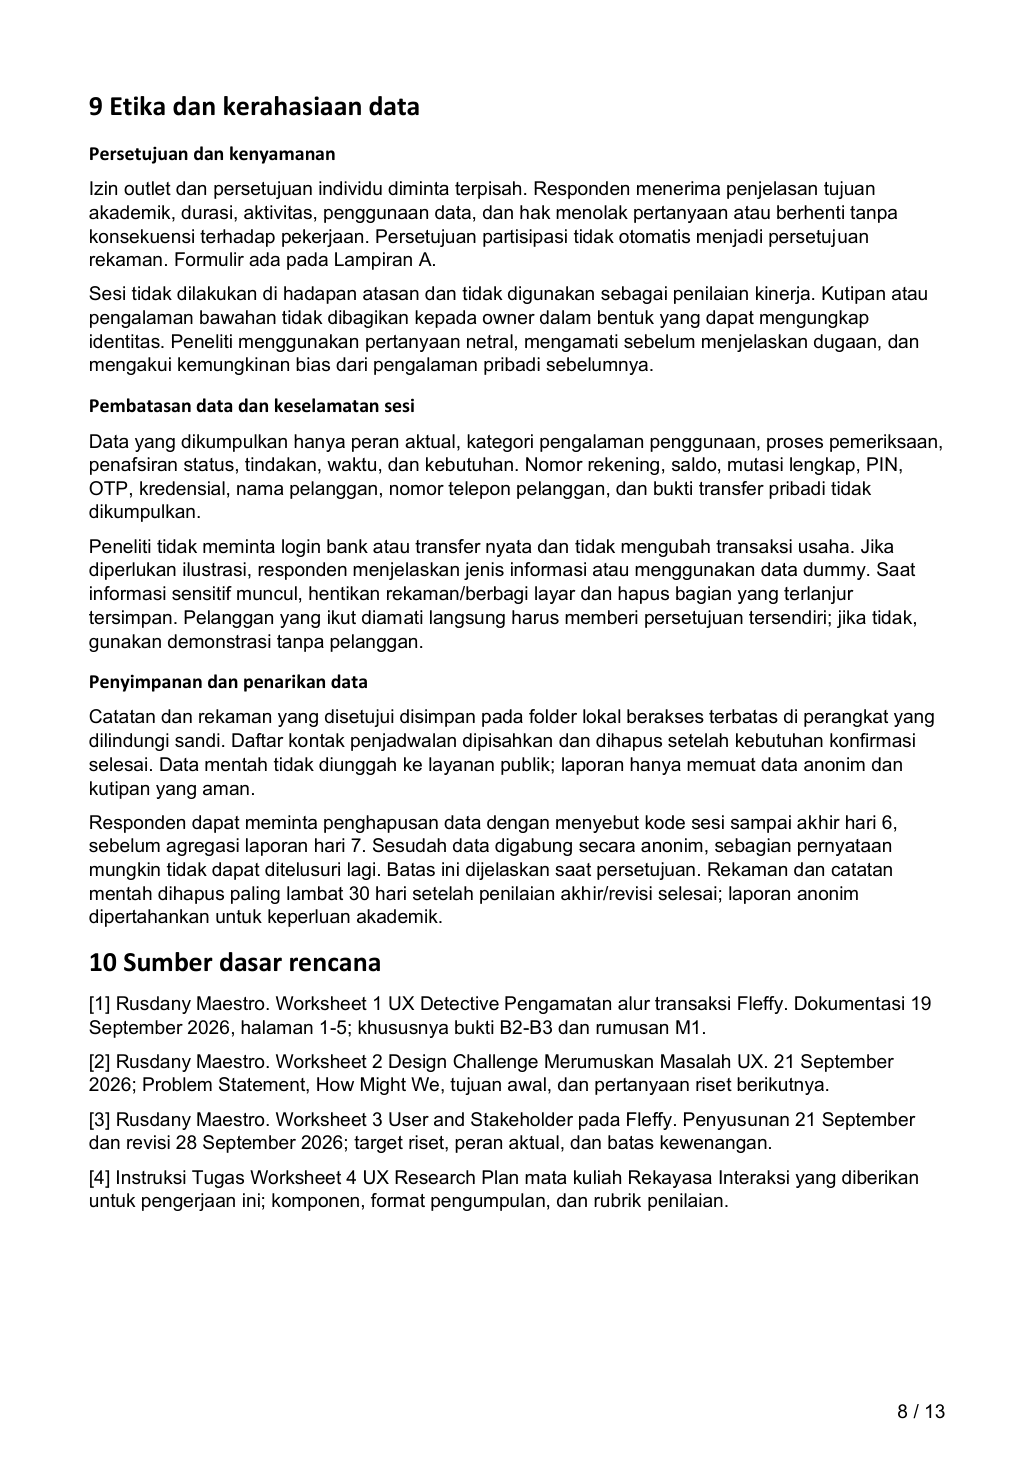 9 Etika dan kerahasiaan data
Persetujuan dan kenyamanan
Izin outlet dan persetujuan individu diminta terpisah. Responden menerima penjelasan tujuan
akademik, durasi, aktivitas, penggunaan data, dan hak menolak pertanyaan atau berhenti tanpa
konsekuensi terhadap pekerjaan. Persetujuan partisipasi tidak otomatis menjadi persetujuan
rekaman. Formulir ada pada Lampiran A.
Sesi tidak dilakukan di hadapan atasan dan tidak digunakan sebagai penilaian kinerja. Kutipan atau
pengalaman bawahan tidak dibagikan kepada owner dalam bentuk yang dapat mengungkap
identitas. Peneliti menggunakan pertanyaan netral, mengamati sebelum menjelaskan dugaan, dan
mengakui kemungkinan bias dari pengalaman pribadi sebelumnya.
Pembatasan data dan keselamatan sesi
Data yang dikumpulkan hanya peran aktual, kategori pengalaman penggunaan, proses pemeriksaan,
penafsiran status, tindakan, waktu, dan kebutuhan. Nomor rekening, saldo, mutasi lengkap, PIN,
OTP, kredensial, nama pelanggan, nomor telepon pelanggan, dan bukti transfer pribadi tidak
dikumpulkan.
Peneliti tidak meminta login bank atau transfer nyata dan tidak mengubah transaksi usaha. Jika
diperlukan ilustrasi, responden menjelaskan jenis informasi atau menggunakan data dummy. Saat
informasi sensitif muncul, hentikan rekaman/berbagi layar dan hapus bagian yang terlanjur
tersimpan. Pelanggan yang ikut diamati langsung harus memberi persetujuan tersendiri; jika tidak,
gunakan demonstrasi tanpa pelanggan.
Penyimpanan dan penarikan data
Catatan dan rekaman yang disetujui disimpan pada folder lokal berakses terbatas di perangkat yang
dilindungi sandi. Daftar kontak penjadwalan dipisahkan dan dihapus setelah kebutuhan konfirmasi
selesai. Data mentah tidak diunggah ke layanan publik; laporan hanya memuat data anonim dan
kutipan yang aman.
Responden dapat meminta penghapusan data dengan menyebut kode sesi sampai akhir hari 6,
sebelum agregasi laporan hari 7. Sesudah data digabung secara anonim, sebagian pernyataan
mungkin tidak dapat ditelusuri lagi. Batas ini dijelaskan saat persetujuan. Rekaman dan catatan
mentah dihapus paling lambat 30 hari setelah penilaian akhir/revisi selesai; laporan anonim
dipertahankan untuk keperluan akademik.
10 Sumber dasar rencana
[1] Rusdany Maestro. Worksheet 1 UX Detective Pengamatan alur transaksi Fleffy. Dokumentasi 19
September 2026, halaman 1-5; khususnya bukti B2-B3 dan rumusan M1.
[2] Rusdany Maestro. Worksheet 2 Design Challenge Merumuskan Masalah UX. 21 September
2026; Problem Statement, How Might We, tujuan awal, dan pertanyaan riset berikutnya.
[3] Rusdany Maestro. Worksheet 3 User and Stakeholder pada Fleffy. Penyusunan 21 September
dan revisi 28 September 2026; target riset, peran aktual, dan batas kewenangan.
[4] Instruksi Tugas Worksheet 4 UX Research Plan mata kuliah Rekayasa Interaksi yang diberikan
untuk pengerjaan ini; komponen, format pengumpulan, dan rubrik penilaian.
8 / 13